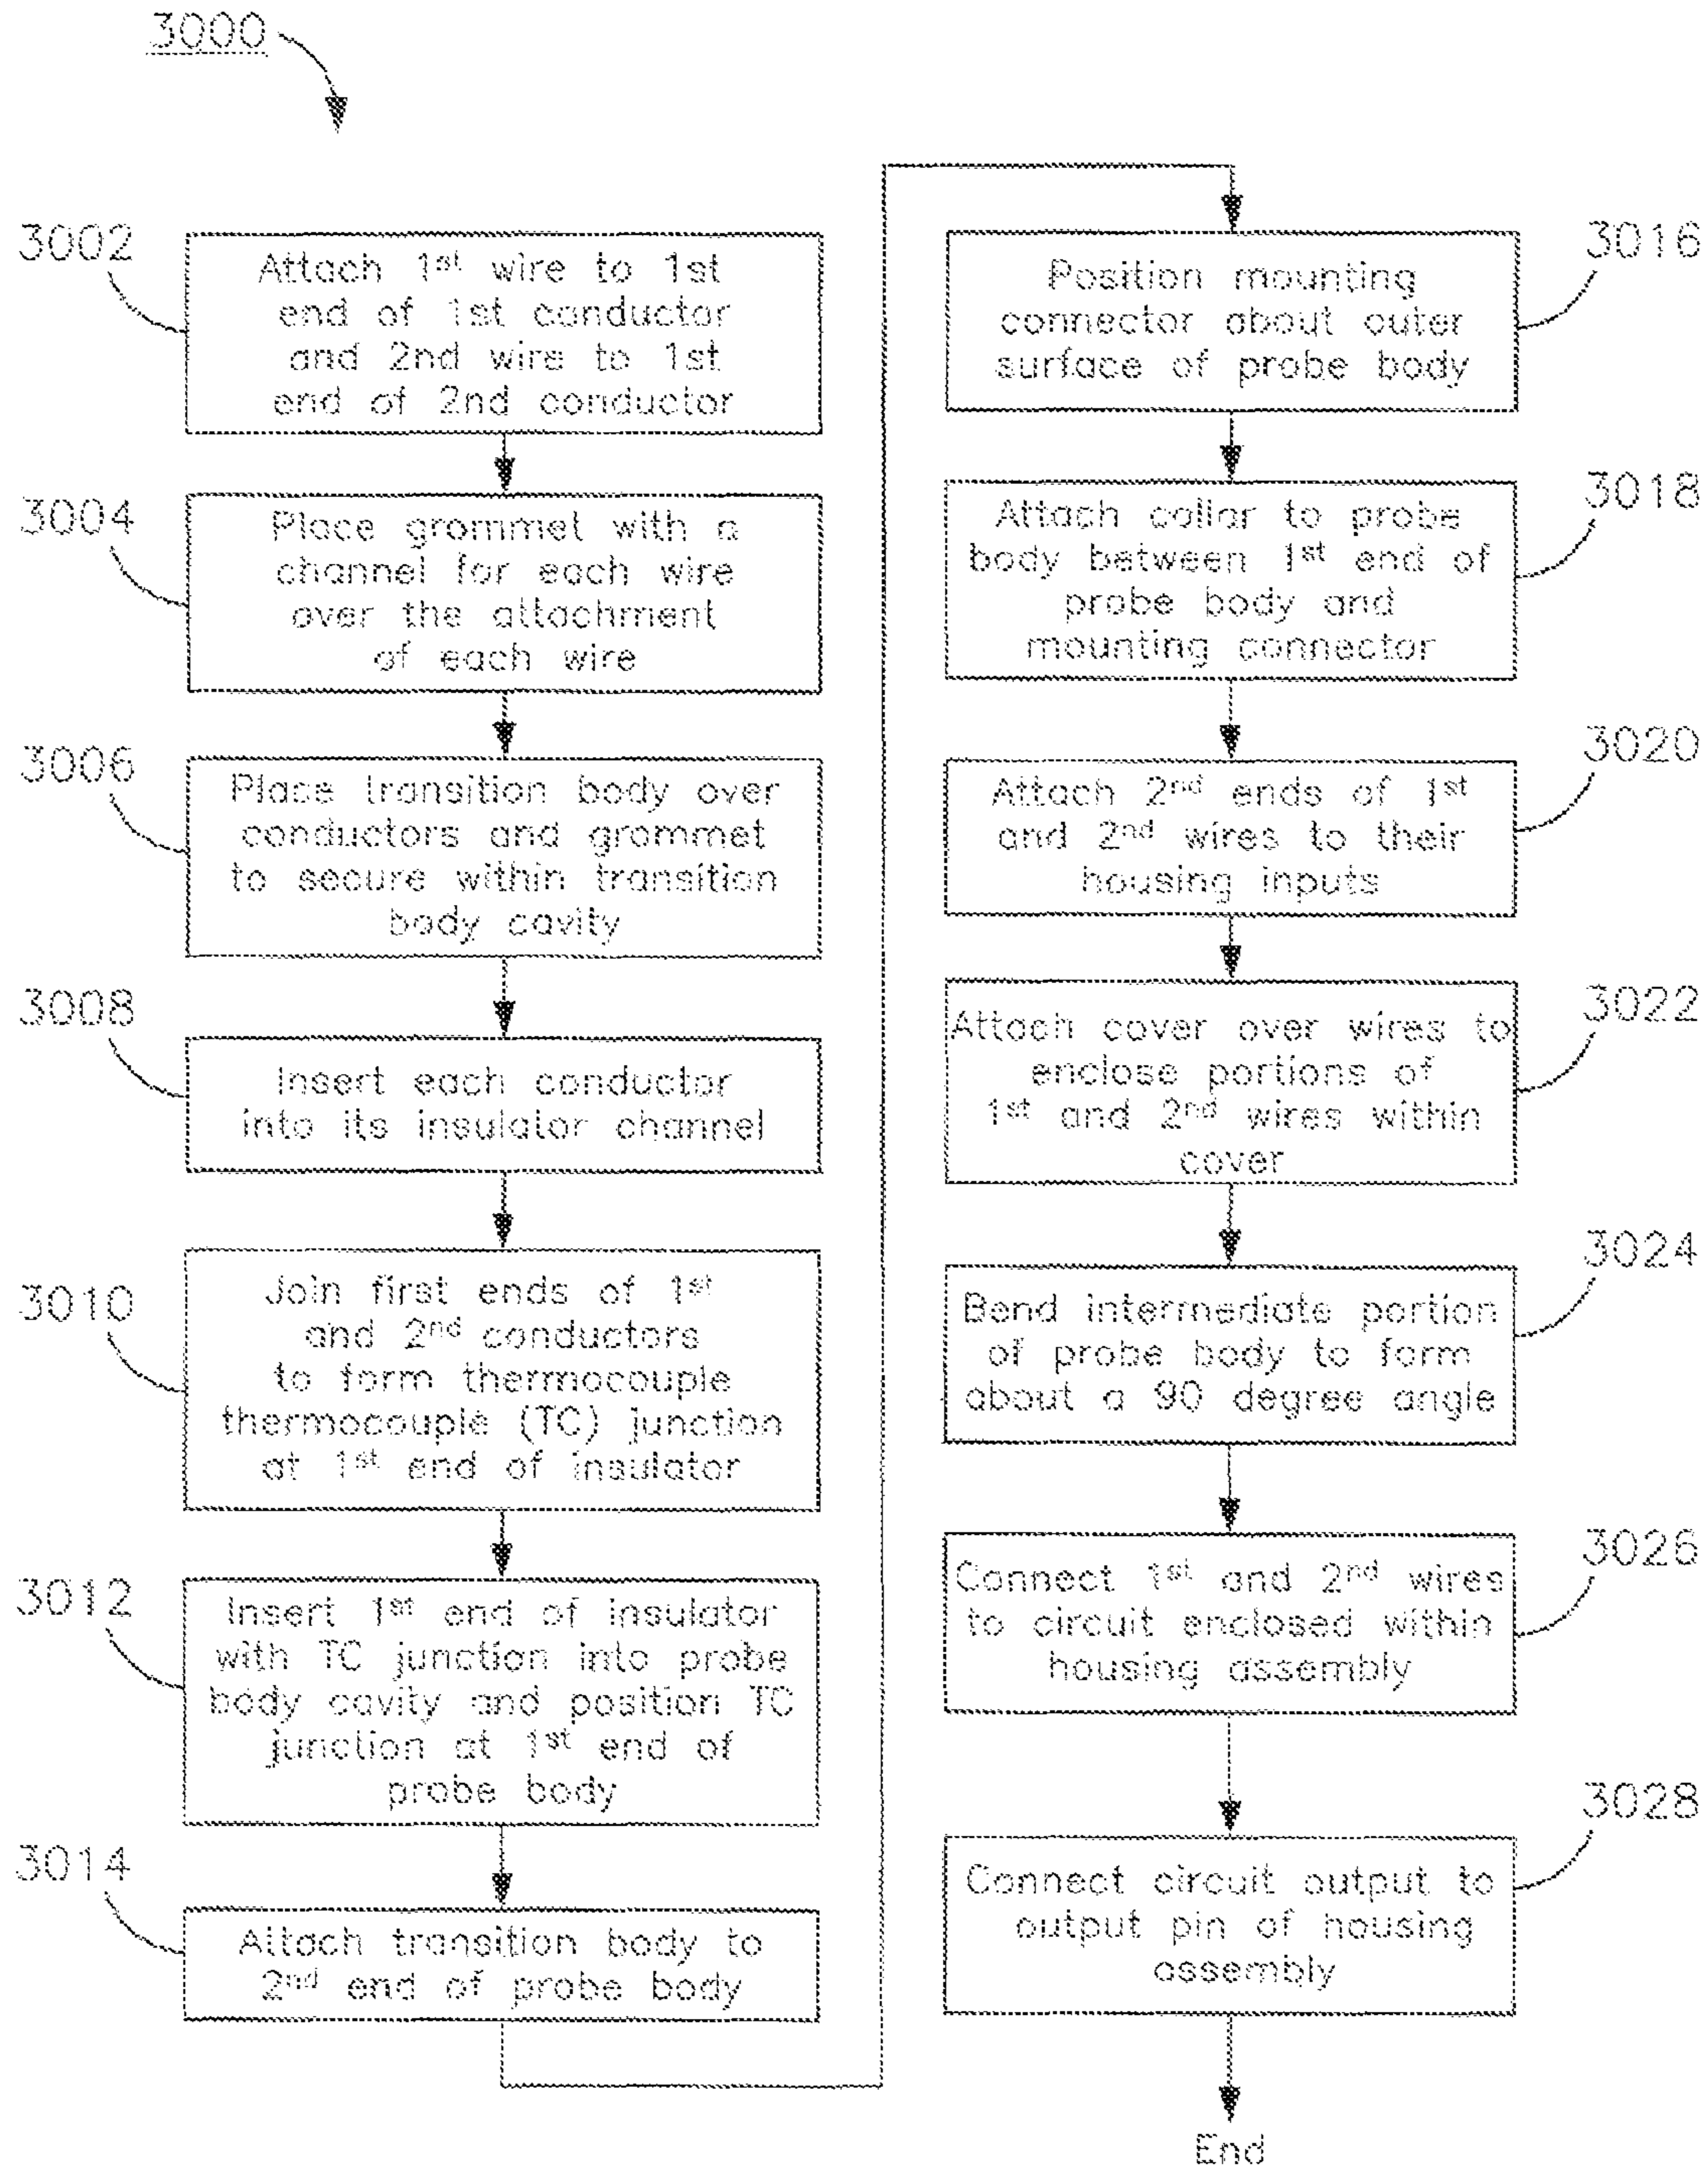 3000
3002
Attach 1st wire to 1st
end of 1st conductor
and 2nd wire to 1st
end of 2nd conductor
3004
Place grommet with a
channel for each wire
over the attachment
of each wire
3006
Place transition body over
conductors and grommet
to secure within transition
body cavity
3008
Insert each conductor
into its insulator channel
3010
Join first ends of 1st
and 2nd conductors
to form thermocouple
thermocouple (TC) junction
at 1st end of insulator
3012
Insert 1st end of insulator
with TC junction into probe
body cavity and position TC
junction at 1st end of
probe body
3014
Attach transition body to
2nd end of probe body
3016
Position mounting
connector about outer
surface of probe body
3018
Attach collar to probe
body between 1st end of
probe body and
mounting connector
3020
Attach 2nd ends of 1st
and 2nd wires to their
housing inputs
3022
Attach cover over wires to
enclose portions of
1st and 2nd wires within
cover
3024
Bend intermediate portion
of probe body to form
about a 90 degree angle
3026
Connect 1st and 2nd wires
to circuit enclosed within
housing assembly
3028
Connect circuit output to
output pin of housing
assembly
End